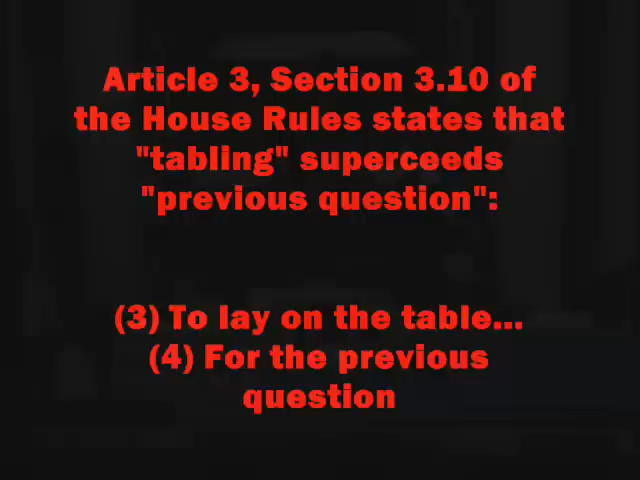 Article 3, Section 3.10 of
the House Rules states that
"tabling" superceeds
"previous question":
(3) To lay on the table...
(4) For the previous
question